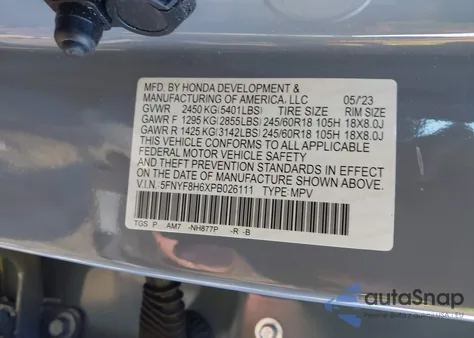 MFD. BY HONDA DEVELOPMENT &
MANUFACTURING OF AMERICA, LLC 05/'23
GVWR 2450 KG(5401LBS) TIRE SIZE RIM SIZE
GAWR F 1295 KG(2855LBS) 245/60R18 105H 18X8.0J
GAWR R 1425 KG(3142LBS) 245/60R18 105H 18X8.0J
THIS VEHICLE CONFORMS TO ALL APPLICABLE
FEDERAL MOTOR VEHICLE SAFETY
AND THEFT PREVENTION STANDARDS IN EFFECT
ON THE DATE OF MANUFACTURE SHOWN ABOVE.
V.I.N. 5FNYF8H6XPB026111 TYPE: MPV
TGS P AM7 -NH877P -R -B
autoSnap